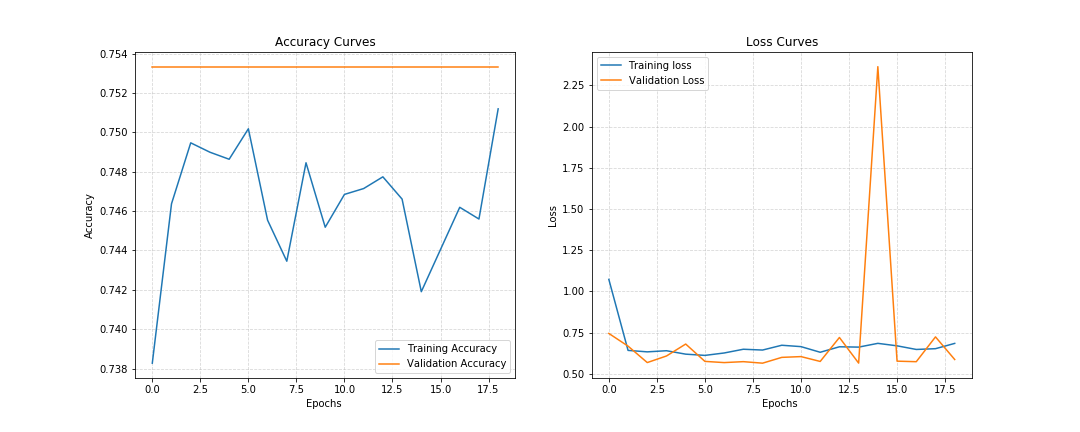 Accuracy Curves
0.754
0.752
0.750
0.748
0.746
0.744
0.742
0.740
0.738
Accuracy
Training Accuracy
Validation Accuracy
0.0 2.5 5.0 7.5 10.0 12.5 15.0 17.5
Epochs
Loss Curves
Training loss
Validation Loss
2.25
2.00
1.75
1.50
1.25
1.00
0.75
0.50
Loss
0.0 2.5 5.0 7.5 10.0 12.5 15.0 17.5
Epochs